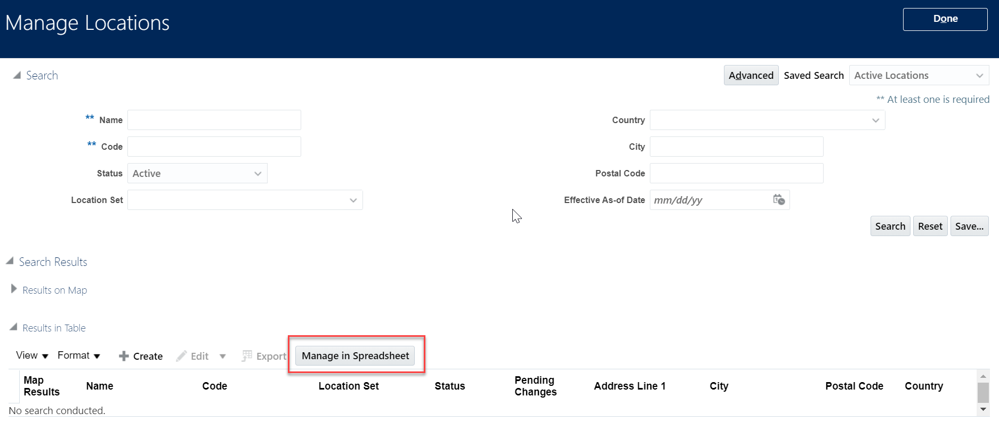 Manage Locations
Done
Search
Advanced Saved Search Active Locations
** At least one is required
** Name
Country
** Code
City
Status Active
Postal Code
Location Set
Effective As-of Date mm/dd/yy
Search Reset Save...
Search Results
Results on Map
Results in Table
View Format Create Edit Export Manage in Spreadsheet
Map Results Name Code Location Set Status Pending Changes Address Line 1 City Postal Code Country
No search conducted.